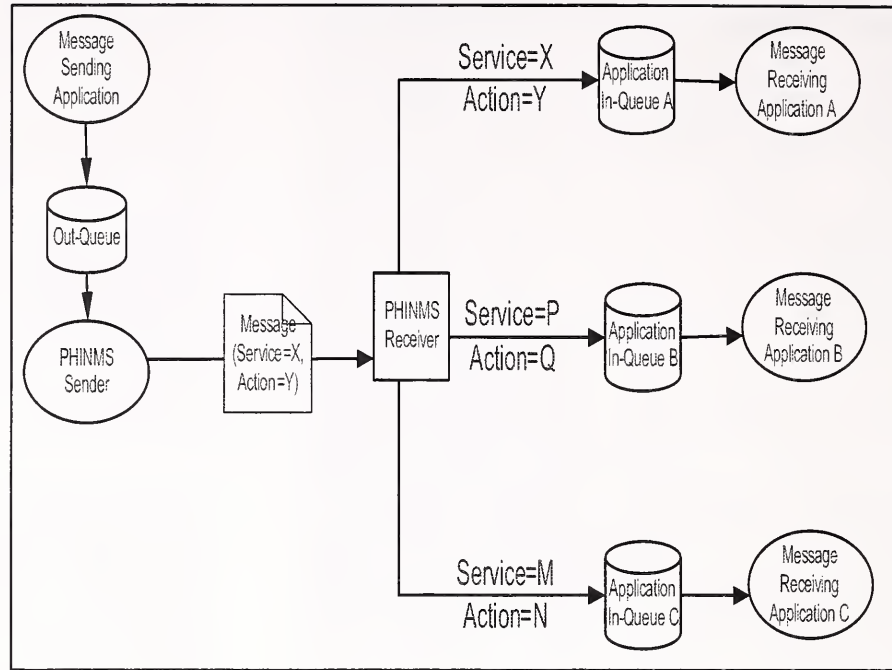 Message
Sending
Application
Out-Queue
PHINMS
Sender
Message
(Service=X,
Action=Y)
PHINMS
Receiver
Service=X
Action=Y
Application
In-Queue A
Message
Receiving
Application A
Service=P
Action=Q
Application
In-Queue B
Message
Receiving
Application B
Service=M
Action=N
Application
In-Queue C
Message
Receiving
Application C